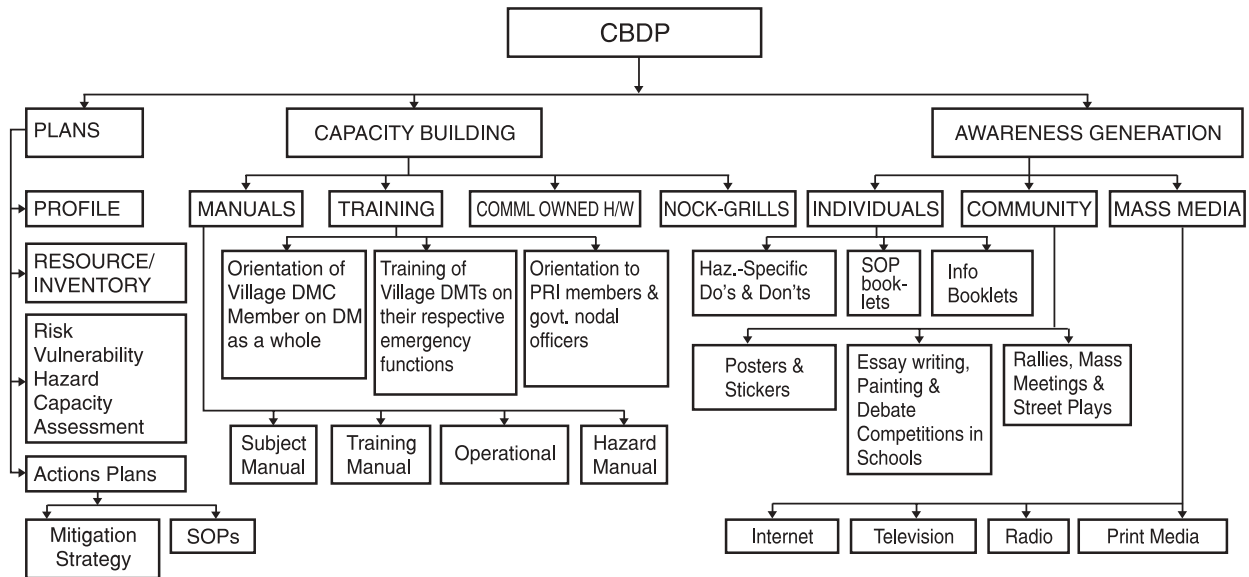 CBDP
PLANS
CAPACITY BUILDING
AWARENESS GENERATION
PROFILE
MANUALS
TRAINING
COMML OWNED H/W
NOCK-GRILLS
INDIVIDUALS
COMMUNITY
MASS MEDIA
RESOURCE/
INVENTORY
Orientation of
Village DMC
Member on DM
as a whole
Training of
Village DMTs on
their respective
emergency
functions
Orientation to
PRI members &
govt. nodal
officers
Haz.-Specific
Do's & Don'ts
SOP
book-
lets
Info
Booklets
Risk
Vulnerability
Hazard
Capacity
Assessment
Posters &
Stickers
Essay writing,
Painting &
Debate
Competitions in
Schools
Rallies, Mass
Meetings &
Street Plays
Subject
Manual
Training
Manual
Operational
Hazard
Manual
Actions Plans
Mitigation
Strategy
SOPs
Internet
Television
Radio
Print Media